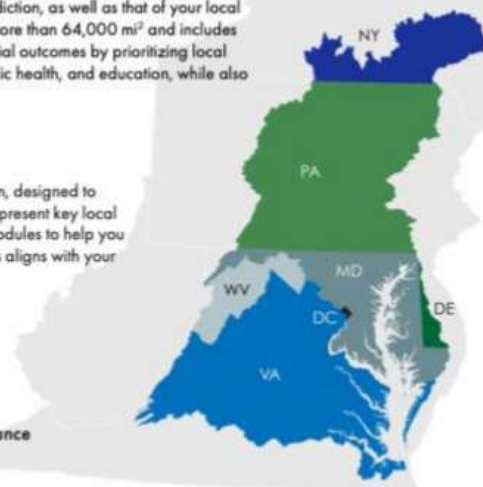 diction, as well as that of your local
ore than 64,000 mi² and includes
ial outcomes by prioritizing local
ic health, and education, while also
n, designed to
present key local
odules to help you
s aligns with your
ance
NY
PA
MD
WV
DE
DC
VA